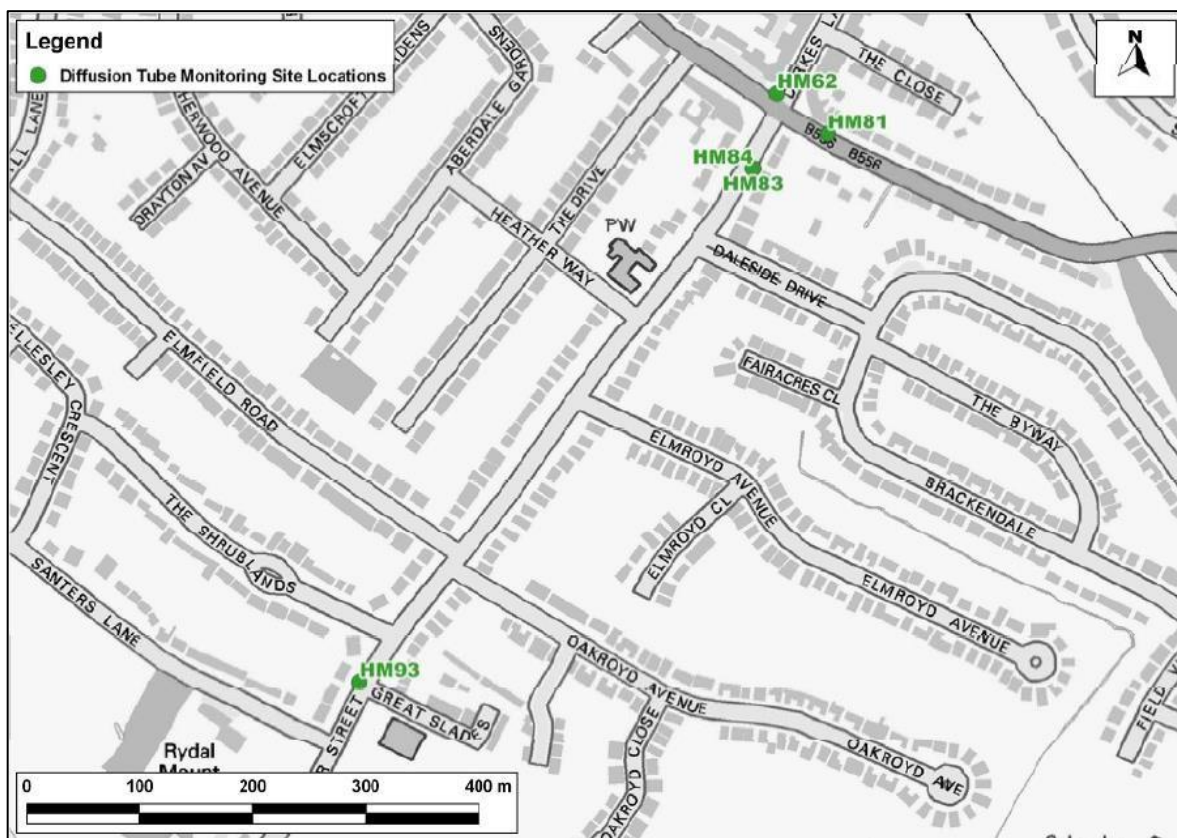 Legend
Diffusion Tube Monitoring Site Locations
N
HM62
THE CLOSE
HM81
B556
B556
HM84
HM83
ELMSCROFT
GARDENS
ABERDALE GARDENS
DRAYTON AV
AVENUE
THE DRIVE
HEATHER WAY
PW
DALESIDE DRIVE
FAIRACRES CL
THE BYWAY
BRACKENDALE
ELMFIELD ROAD
ELMROYD AVENUE
ELMROYD CL
ELMROYD AVENUE
CRESCENT
THE SHRUBLANDS
SANTERS LANE
HM93
GREAT SLADES
STREET
OAKROYD AVENUE
OAKROYD CLOSE
OAKROYD AVE
FIELD
Rydal
Mount
0 100 200 300 400 m